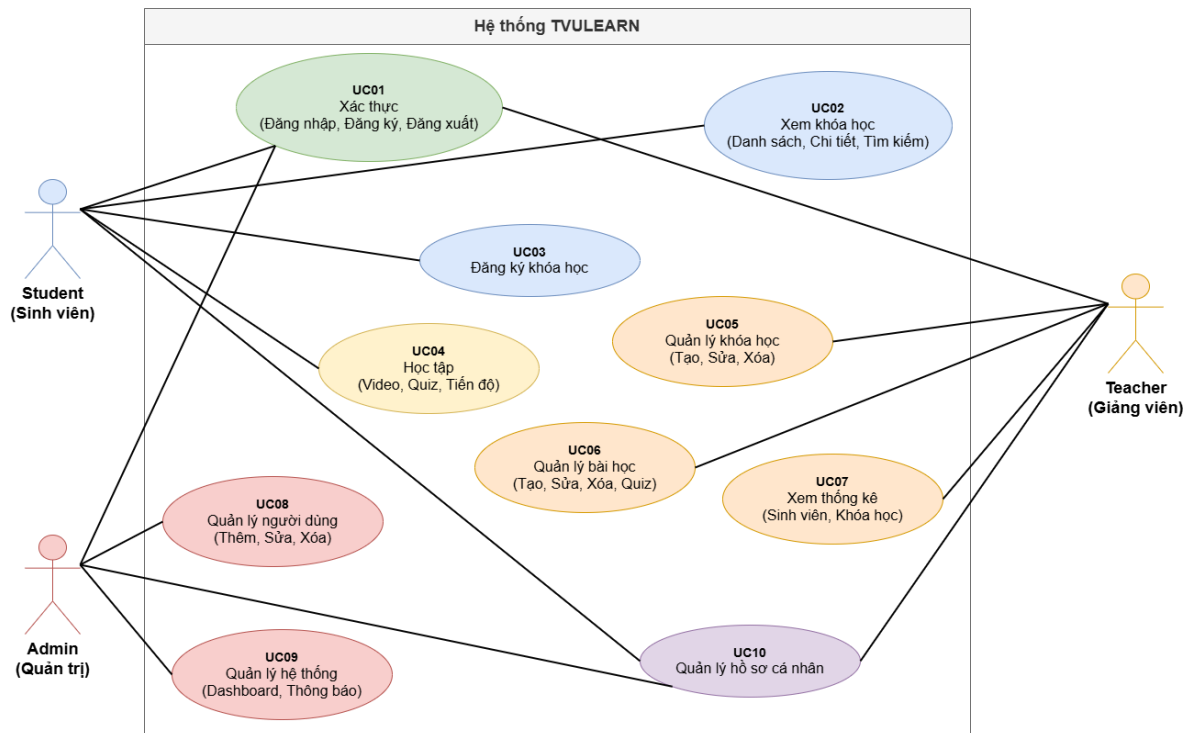 Hệ thống TVULEARN
UC01
Xác thực
(Đăng nhập, Đăng ký, Đăng xuất)
UC02
Xem khóa học
(Danh sách, Chi tiết, Tìm kiếm)
Student
(Sinh viên)
UC03
Đăng ký khóa học
UC04
Học tập
(Video, Quiz, Tiến độ)
UC05
Quản lý khóa học
(Tạo, Sửa, Xóa)
Teacher
(Giảng viên)
UC06
Quản lý bài học
(Tạo, Sửa, Xóa, Quiz)
UC07
Xem thống kê
(Sinh viên, Khóa học)
UC08
Quản lý người dùng
(Thêm, Sửa, Xóa)
Admin
(Quản trị)
UC09
Quản lý hệ thống
(Dashboard, Thông báo)
UC10
Quản lý hồ sơ cá nhân